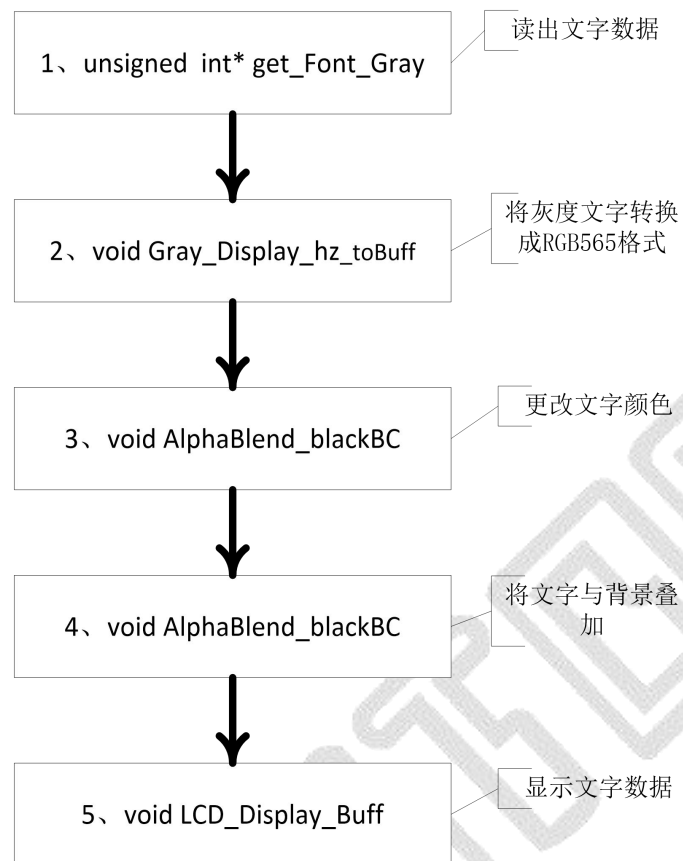 1、unsigned int* get_Font_Gray
读出文字数据
2、void Gray_Display_hz_toBuff
将灰度文字转换
成RGB565格式
3、void AlphaBlend_blackBC
更改文字颜色
4、void AlphaBlend_blackBC
将文字与背景叠
加
5、void LCD_Display_Buff
显示文字数据